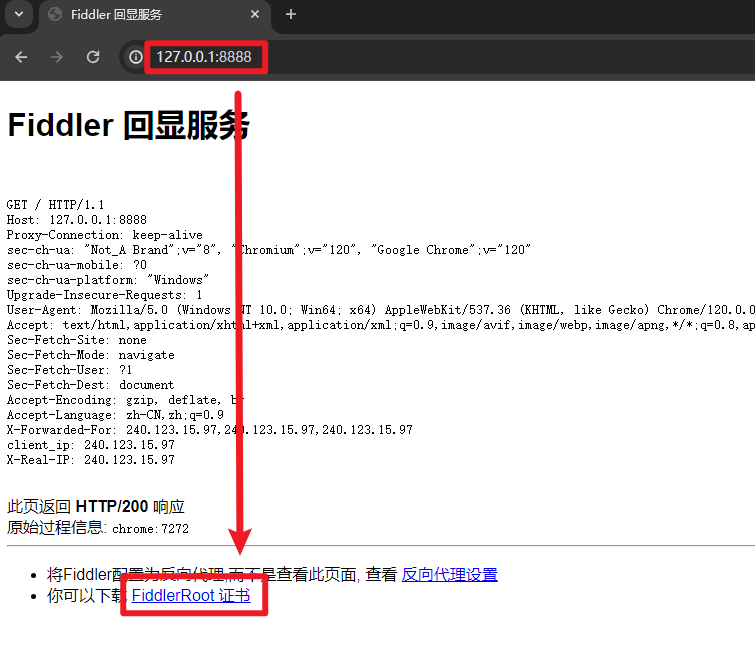 Fiddler 回显服务
127.0.0.1:8888
Fiddler 回显服务
GET / HTTP/1.1
Host: 127.0.0.1:8888
Proxy-Connection: keep-alive
sec-ch-ua: "Not_A Brand";v="8", "Chromium";v="120", "Google Chrome";v="120"
sec-ch-ua-mobile: ?0
sec-ch-ua-platform: "Windows"
Upgrade-Insecure-Requests: 1
User-Agent: Mozilla/5.0 (Windows NT 10.0; Win64; x64) AppleWebKit/537.36 (KHTML, like Gecko) Chrome/120.0.0
Accept: text/html,application/xhtml+xml,application/xml;q=0.9,image/avif,image/webp,image/apng,*/*;q=0.8,ap
Sec-Fetch-Site: none
Sec-Fetch-Mode: navigate
Sec-Fetch-User: ?1
Sec-Fetch-Dest: document
Accept-Encoding: gzip, deflate, br
Accept-Language: zh-CN,zh;q=0.9
X-Forwarded-For: 240.123.15.97,240.123.15.97,240.123.15.97
client_ip: 240.123.15.97
X-Real-IP: 240.123.15.97
此页返回 HTTP/200 响应
原始过程信息: chrome:7272
将Fiddler配置为反向代理,而不是查看此页面, 查看 反向代理设置
你可以下载 FiddlerRoot 证书